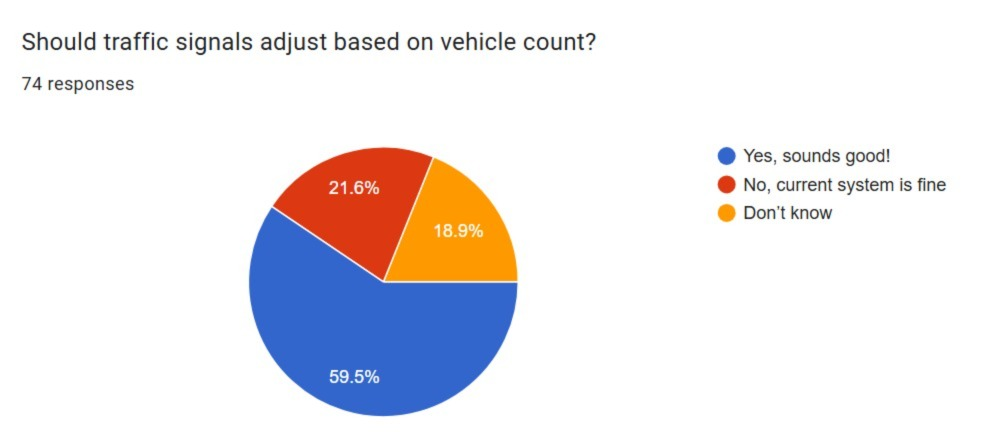 Should traffic signals adjust based on vehicle count?
74 responses
21.6%
18.9%
59.5%
Yes, sounds good!
No, current system is fine
Don't know